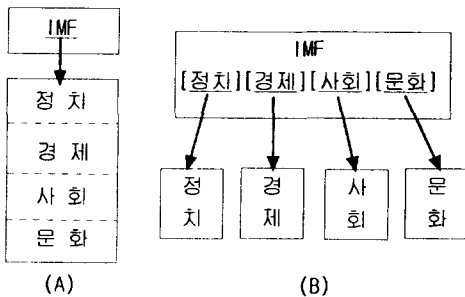 IMF
정 치
경 제
사 회
문 화
(A)
IMF
[정치][경제][사회][문화]
정
치
경
제
사
회
문
화
(B)